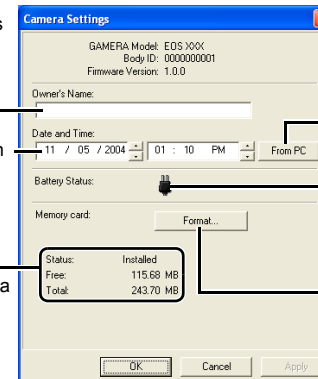 s
Camera Settings
GAMERA Model: EOS XXX
Body ID: 0000000001
Firmware Version: 1.0.0
Owner's Name:
Date and Time:
n
11 / 05 / 2004 01 : 10 PM From PC
Battery Status:
Memory card:
Format...
Status: Installed
Free: 115.68 MB
a
Total: 243.70 MB
OK Cancel Apply